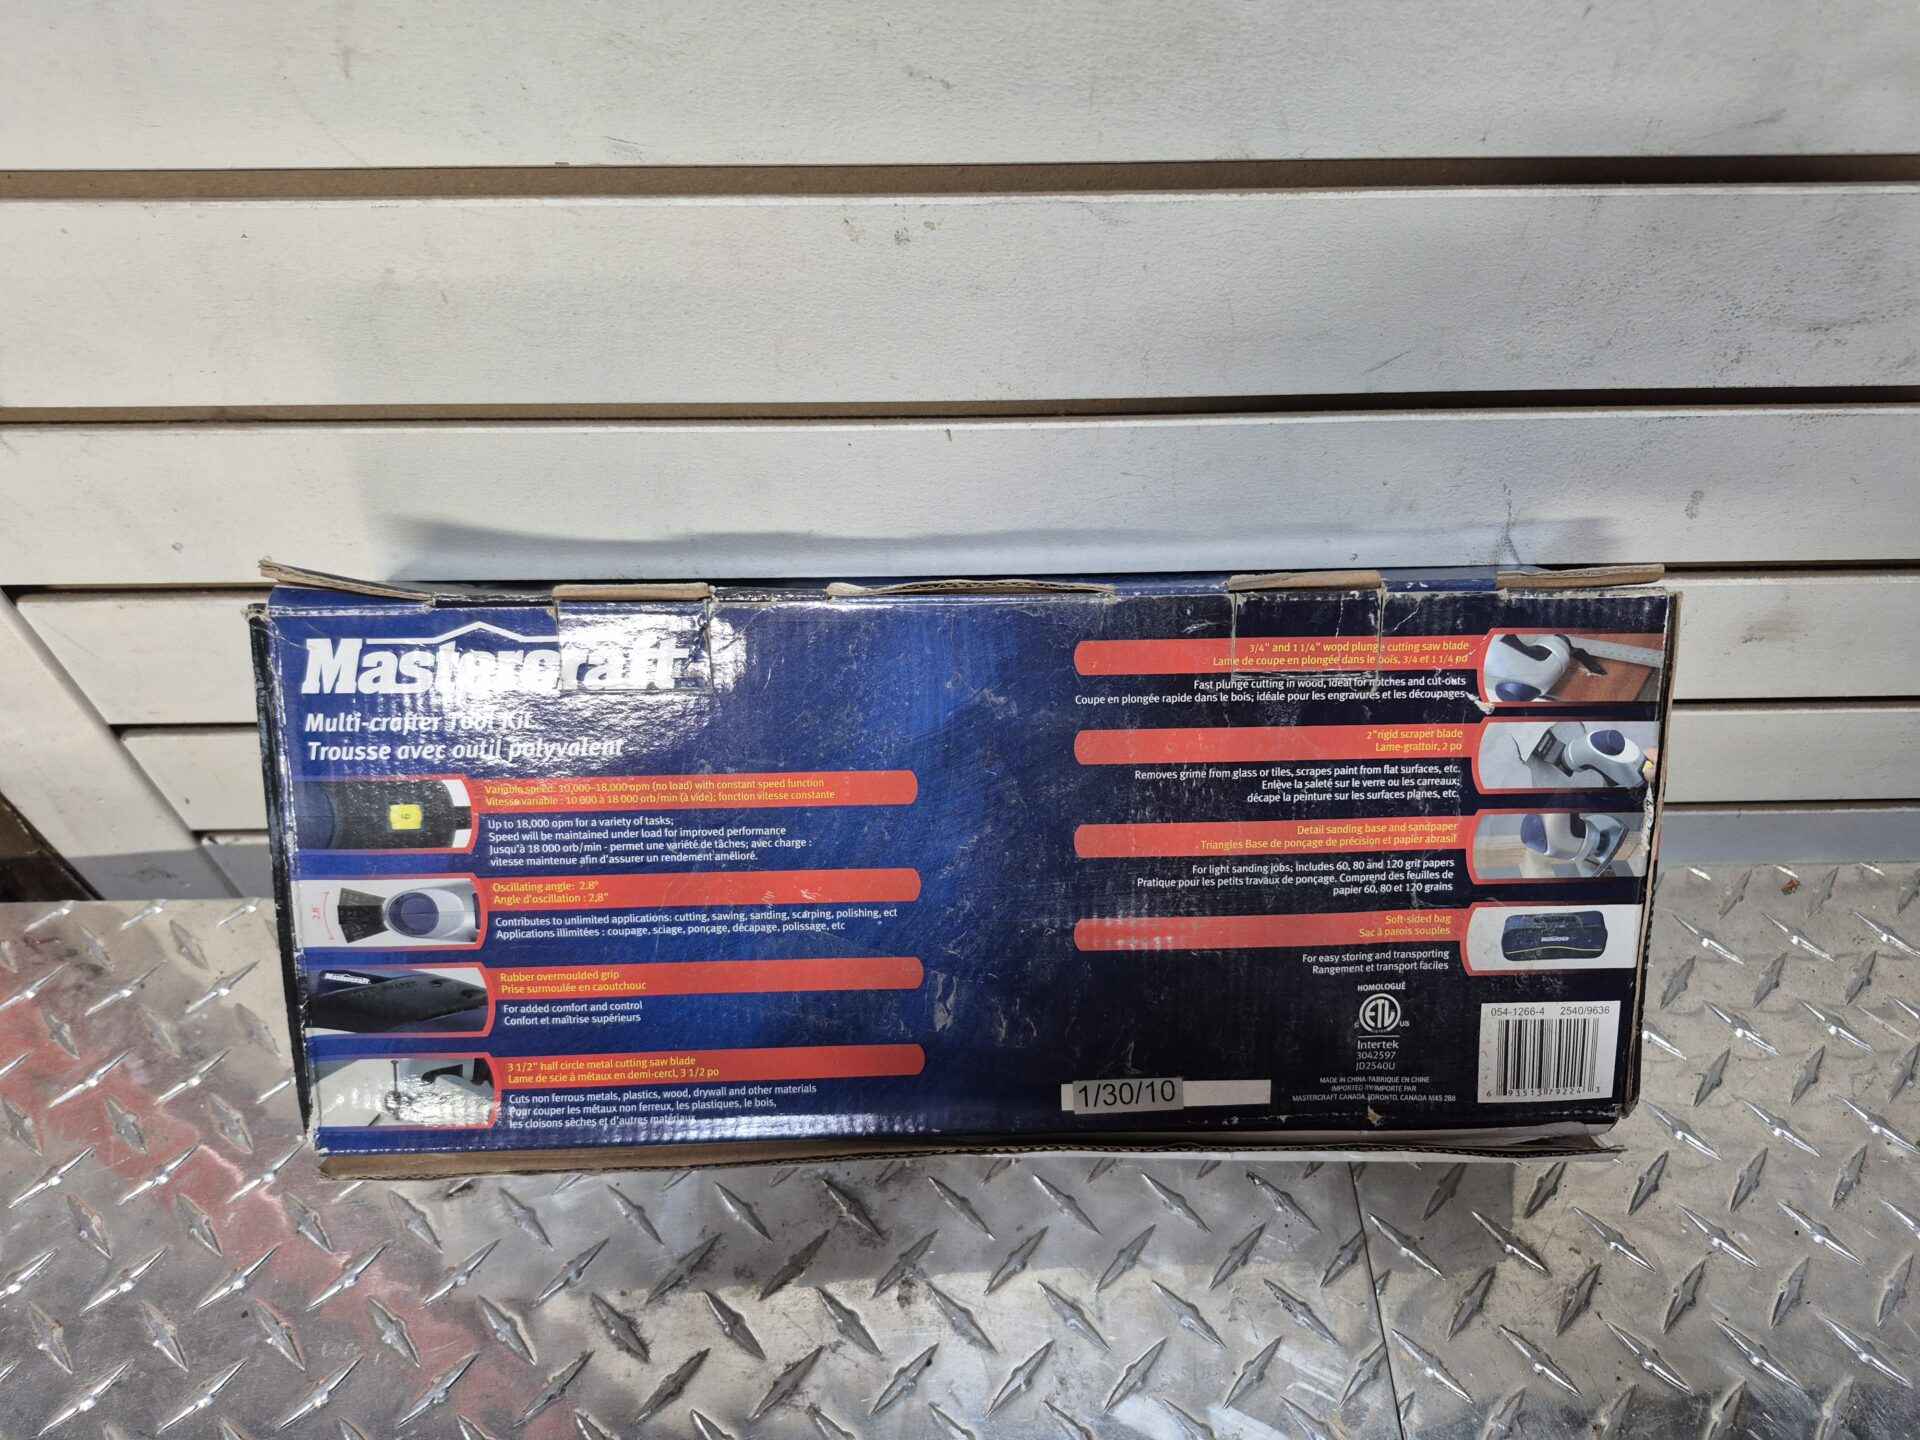 Mastercraft
Multi-crafter Tool Kit
Trousse avec outil polyvalent
Variable speed: 10,000–18,000 opm (no load) with constant speed function
Vitesse variable : 10 000 à 18 000 orb/min (à vide); fonction vitesse constante
6
Up to 18,000 opm for a variety of tasks;
Speed will be maintained under load for improved performance
Jusqu'à 18 000 orb/min - permet une variété de tâches; avec charge :
vitesse maintenue afin d'assurer un rendement amélioré.
2.8°
Oscillating angle: 2.8°
Angle d'oscillation : 2,8°
Contributes to unlimited applications: cutting, sawing, sanding, scarping, polishing, ect
Applications illimitées : coupage, sciage, ponçage, décapage, polissage, etc
Mastercraft
Rubber overmoulded grip
Prise surmoulée en caoutchouc
For added comfort and control
Confort et maîtrise supérieurs
3 1/2" half circle metal cutting saw blade
Lame de scie à métaux en demi-cercl, 3 1/2 po
Cuts non ferrous metals, plastics, wood, drywall and other materials
Pour couper les métaux non ferreux, les plastiques, le bois,
les cloisons sèches et d'autres matériaux
3/4" and 1 1/4" wood plunge cutting saw blade
Lame de coupe en plongée dans le bois, 3/4 et 1 1/4 po
Fast plunge cutting in wood, ideal for notches and cut-outs
Coupe en plongée rapide dans le bois; idéale pour les engravures et les découpages
2"rigid scraper blade
Lame-grattoir, 2 po
Removes grime from glass or tiles, scrapes paint from flat surfaces, etc.
Enlève la saleté sur le verre ou les carreaux;
décape la peinture sur les surfaces planes, etc.
Detail sanding base and sandpaper
Triangles Base de ponçage de précision et papier abrasif
For light sanding jobs; includes 60, 80 and 120 grit papers
Pratique pour les petits travaux de ponçage. Comprend des feuilles de
papier 60, 80 et 120 grains
Soft-sided bag
Sac à parois souples
Mastercraft
For easy storing and transporting
Rangement et transport faciles
HOMOLOGUÉ
C ETL US
Intertek
3042597
JD2540U
MADE IN CHINA/FABRIQUÉ EN CHINE
IMPORTED BY/IMPORTÉ PAR
MASTERCRAFT CANADA TORONTO, CANADA M4S 2B8
1/30/10
054-1266-4 2540/9636
6 93513 79224 3